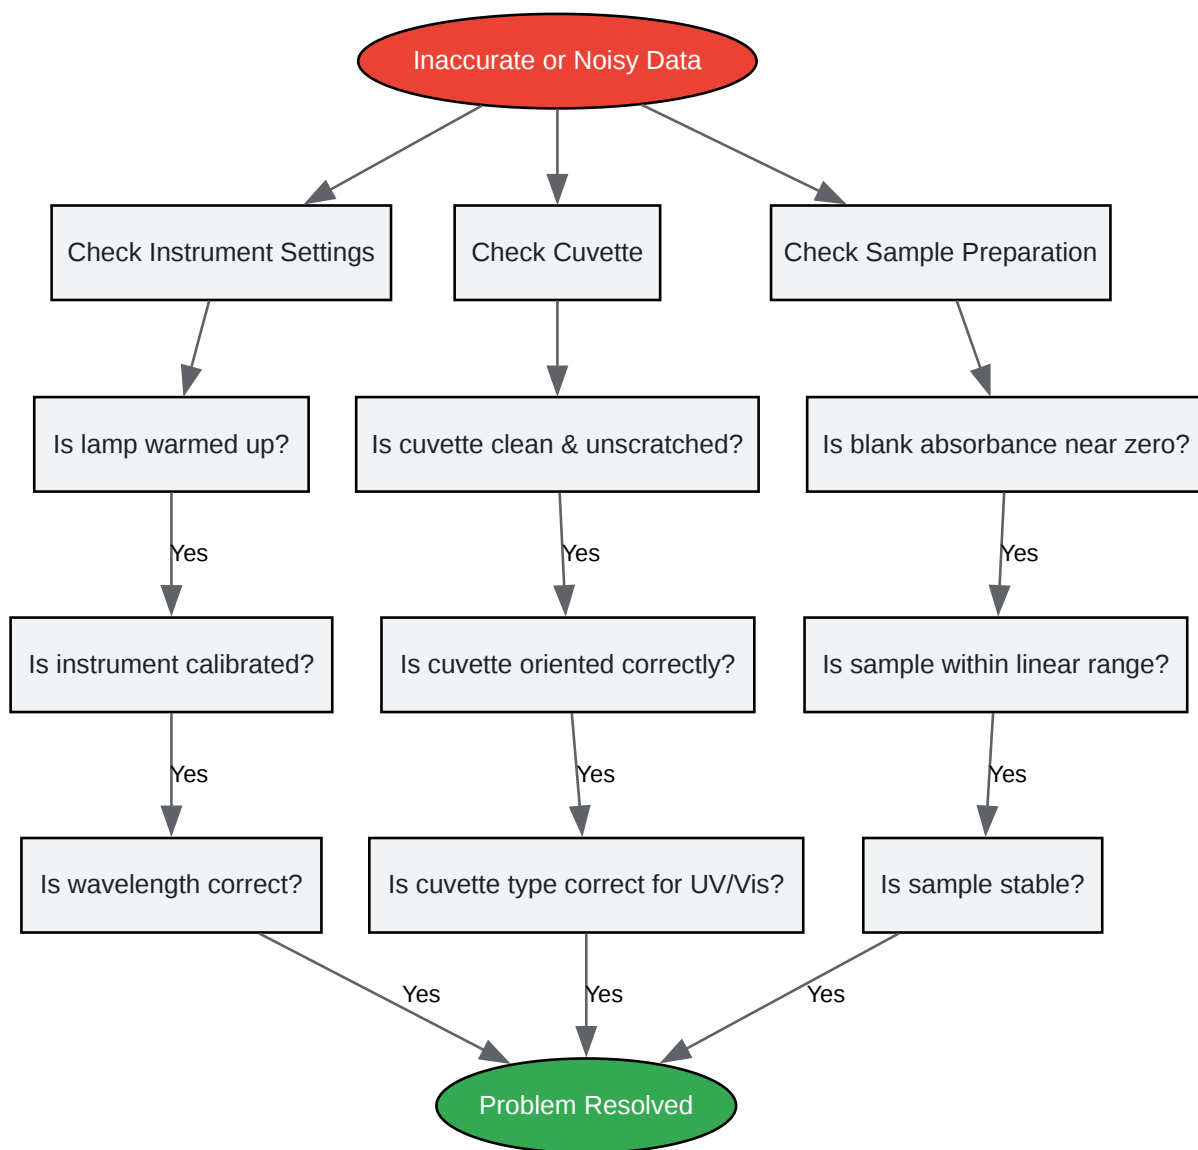 Inaccurate or Noisy Data
Check Instrument Settings
Check Cuvette
Check Sample Preparation
Is lamp warmed up?
Is cuvette clean & unscratched?
Is blank absorbance near zero?
Yes
Yes
Yes
Is instrument calibrated?
Is cuvette oriented correctly?
Is sample within linear range?
Yes
Yes
Yes
Is wavelength correct?
Is cuvette type correct for UV/Vis?
Is sample stable?
Yes
Yes
Yes
Problem Resolved